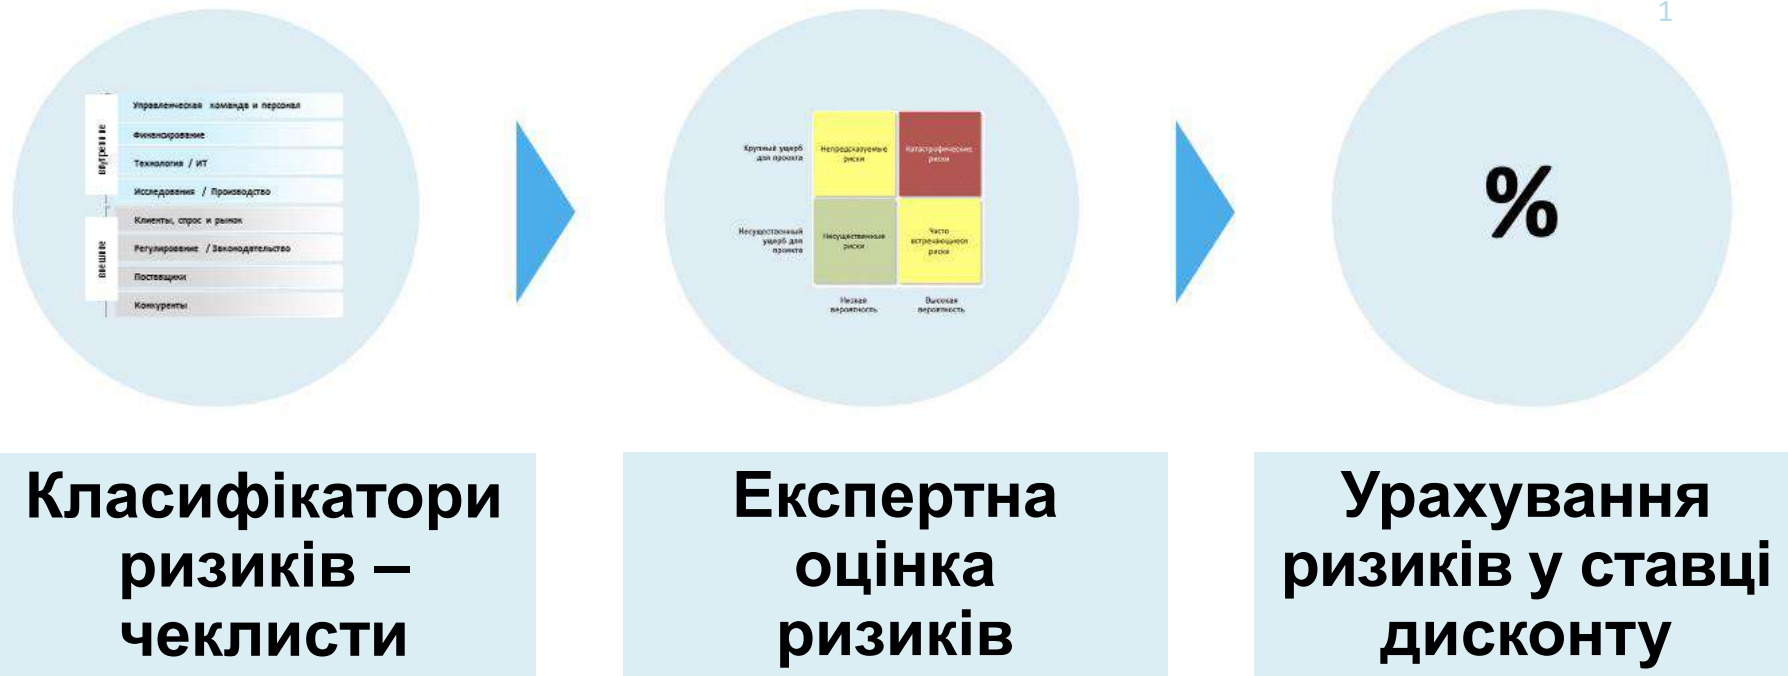 1
Внутренние
Управленческая команда и персонал
Финансирование
Технология / ИТ
Исследования / Производство
Внешние
Клиенты, спрос и рынок
Регулирование / Законодательство
Поставщики
Конкуренты
Крупный ущерб
для проекта
Непредсказуемые
риски
Катастрофические
риски
Несущественный
ущерб для
проекта
Несущественные
риски
Часто
встречающиеся
риски
Низкая
вероятность
Высокая
вероятность
%
Класифікатори
ризиків –
чеклисти
Експертна
оцінка
ризиків
Урахування
ризиків у ставці
дисконту